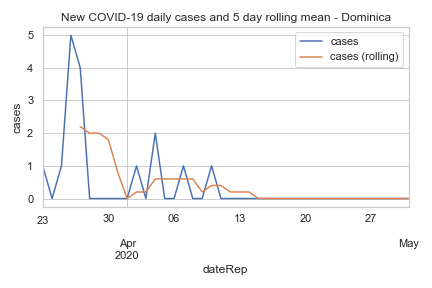 New COVID-19 daily cases and 5 day rolling mean - Dominica
cases
cases (rolling)
cases
5
4
3
2
1
0
23
30
06
13
20
27
Apr
2020
May
dateRep